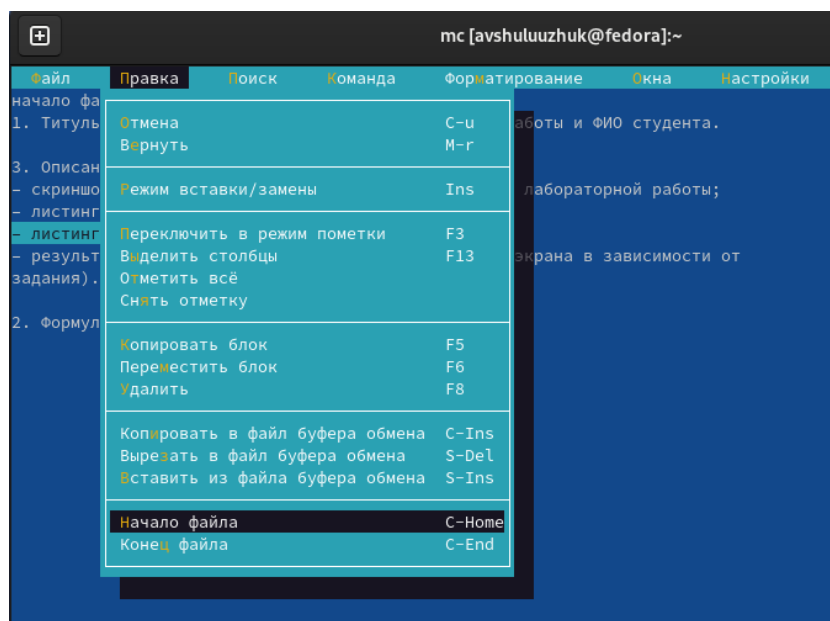 mc [avshuluuzhuk@fedora]:~
Файл Правка Поиск Команда Форматирование Окна Настройки
начало фа
1. Титуль Отмена C-u аботы и ФИО студента.
Вернуть M-r
3. Описан
- скриншо Режим вставки/замены Ins лабораторной работы;
- листинг
- листинг Переключить в режим пометки F3
- результ Выделить столбцы F13 экрана в зависимости от
задания). Отметить всё
Снять отметку
2. Формул
Копировать блок F5
Переместить блок F6
Удалить F8
Копировать в файл буфера обмена C-Ins
Вырезать в файл буфера обмена S-Del
Вставить из файла буфера обмена S-Ins
Начало файла C-Home
Конец файла C-End